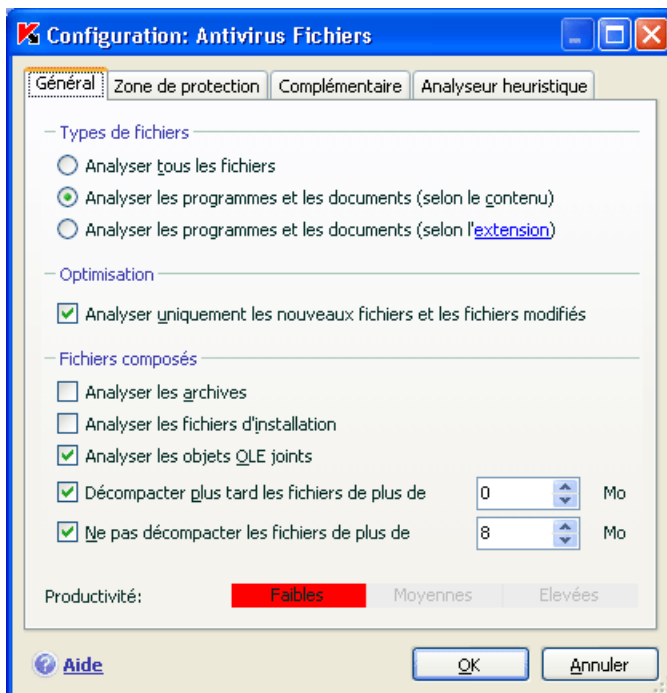 Configuration: Antivirus Fichiers
Général Zone de protection Complémentaire Analyseur heuristique
Types de fichiers
Analyser tous les fichiers
Analyser les programmes et les documents (selon le contenu)
Analyser les programmes et les documents (selon l'extension)
Optimisation
Analyser uniquement les nouveaux fichiers et les fichiers modifiés
Fichiers composés
Analyser les archives
Analyser les fichiers d'installation
Analyser les objets OLE joints
Décompacter plus tard les fichiers de plus de 0 Mo
Ne pas décompacter les fichiers de plus de 8 Mo
Productivité: Faibles Moyennes Elevées
Aide OK Annuler